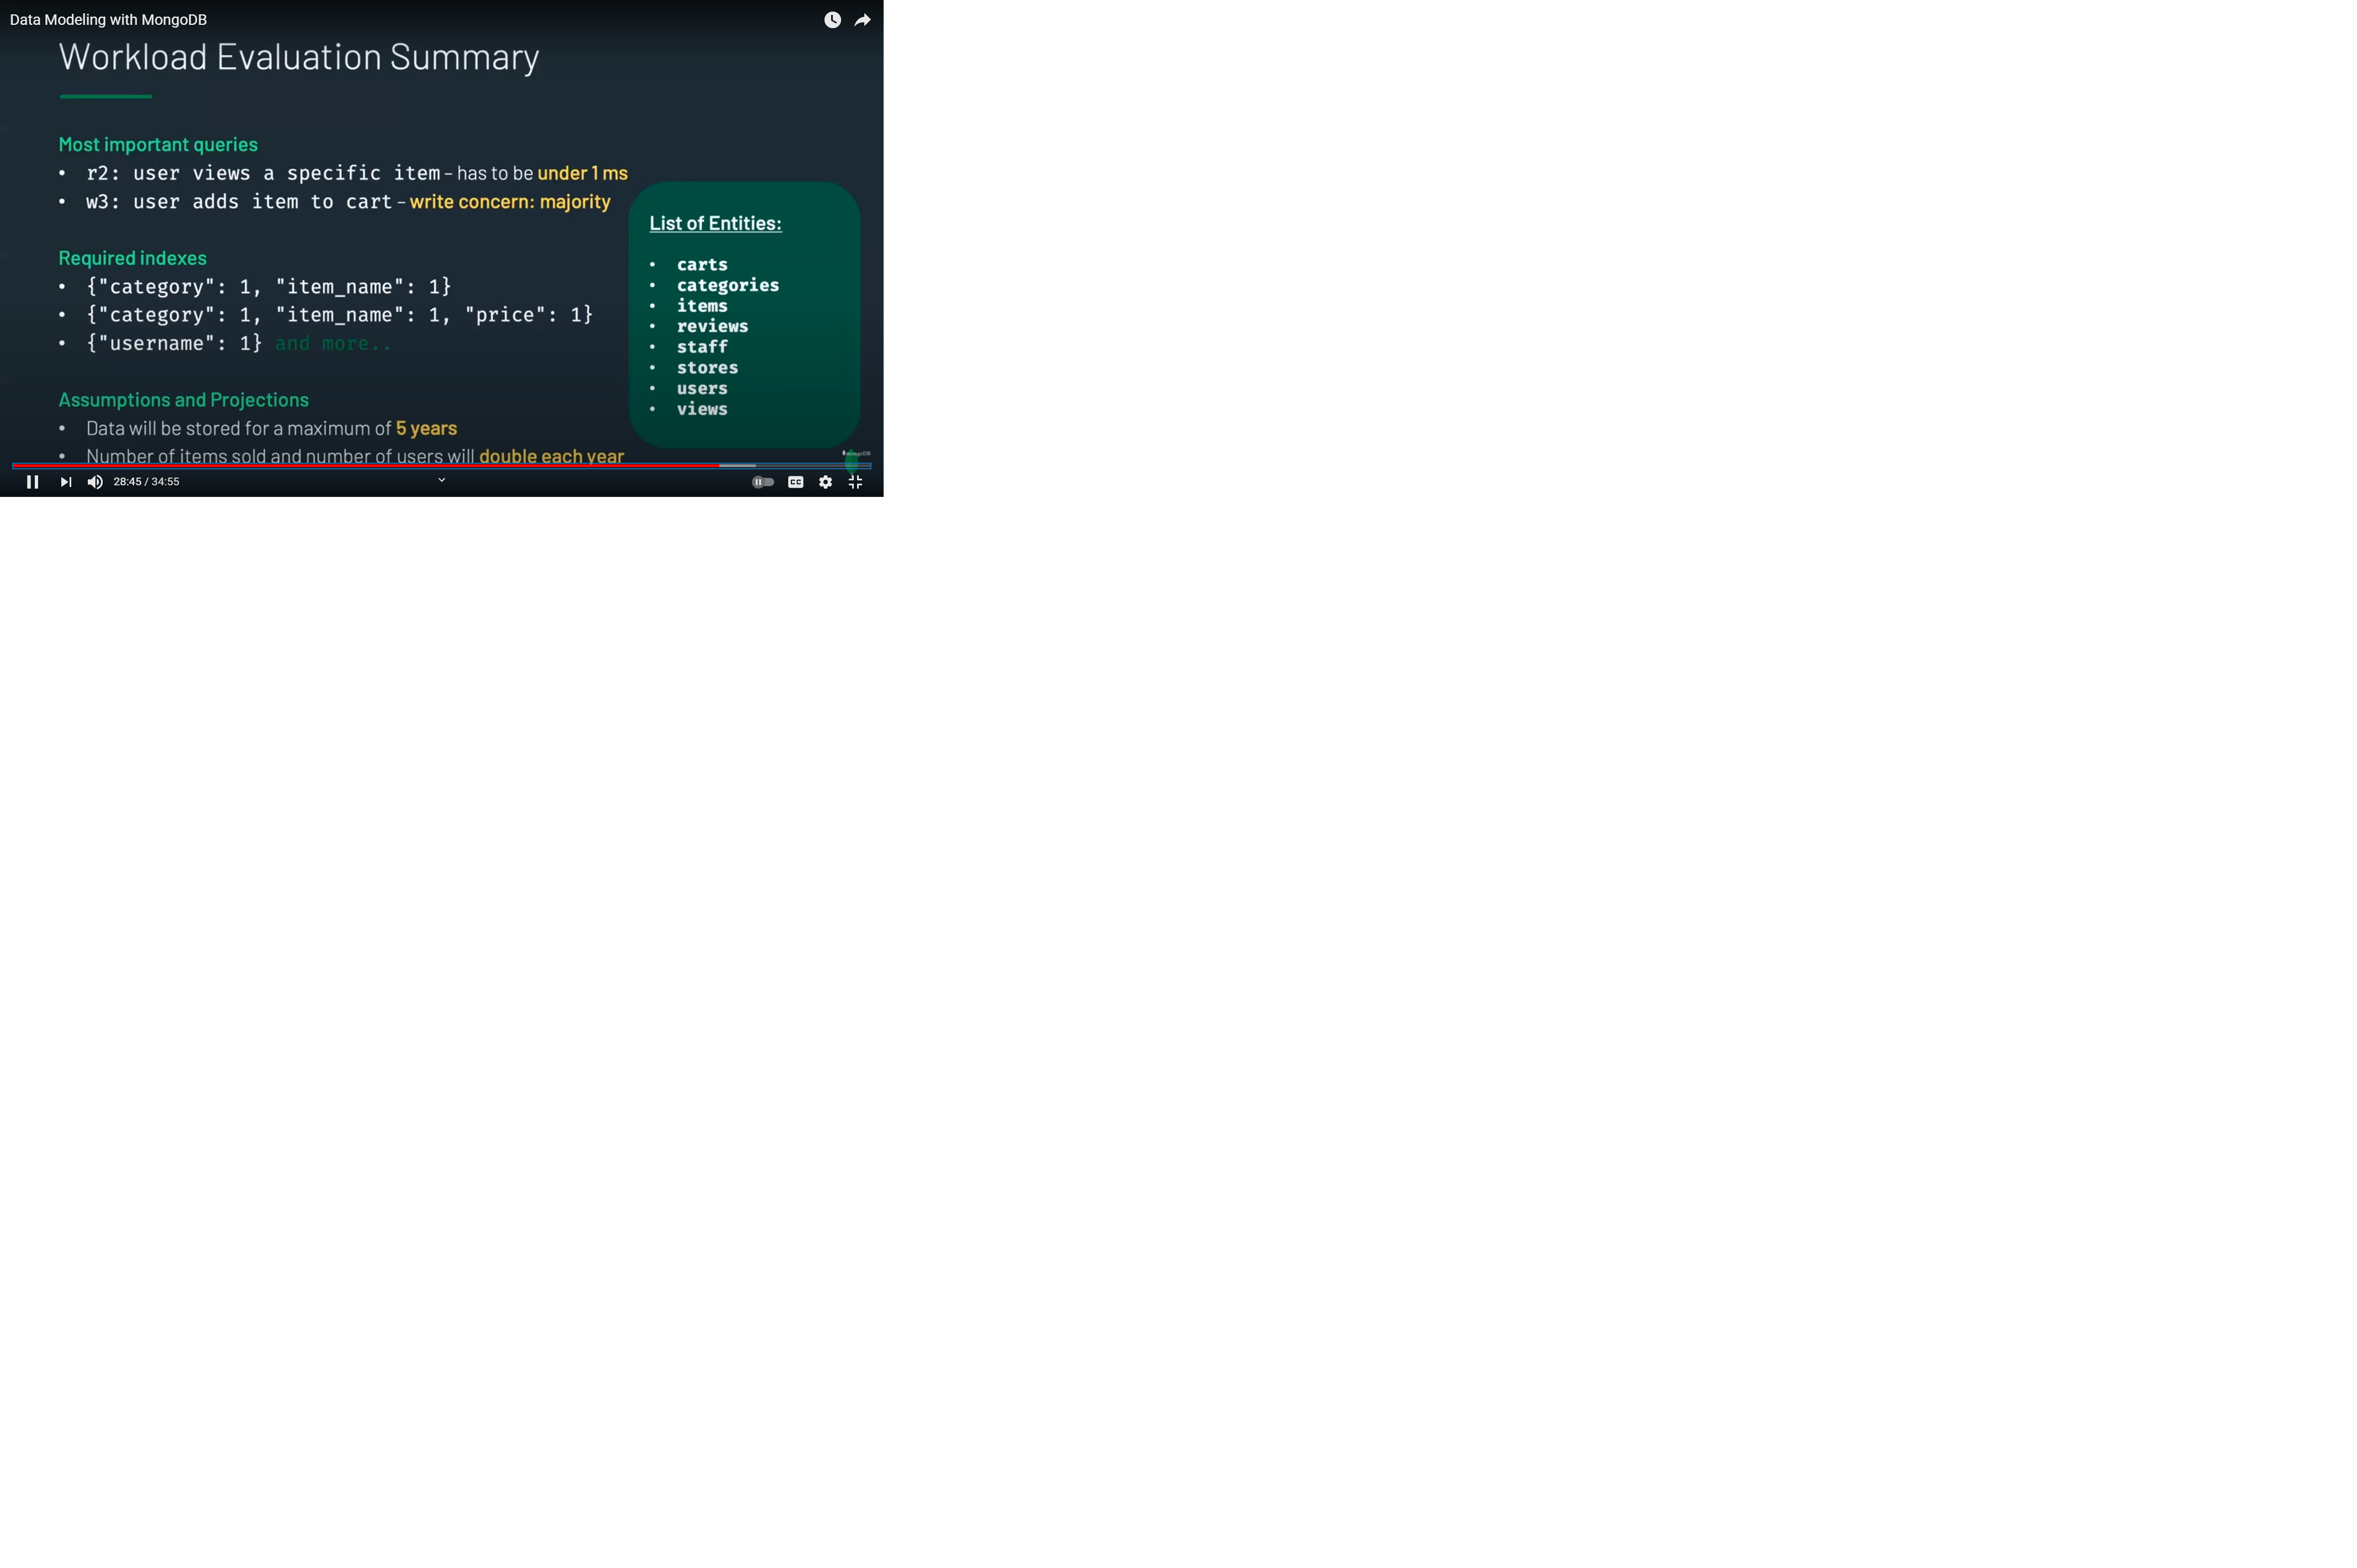 Data Modeling with MongoDB
Workload Evaluation Summary
Most important queries
• r2: user views a specific item – has to be under 1 ms
• w3: user adds item to cart – write concern: majority
Required indexes
• {"category": 1, "item_name": 1}
• {"category": 1, "item_name": 1, "price": 1}
• {"username": 1} and more..
Assumptions and Projections
• Data will be stored for a maximum of 5 years
• Number of items sold and number of users will double each year
List of Entities:
• carts
• categories
• items
• reviews
• staff
• stores
• users
• views
mongoDB
28:45 / 34:55
CC